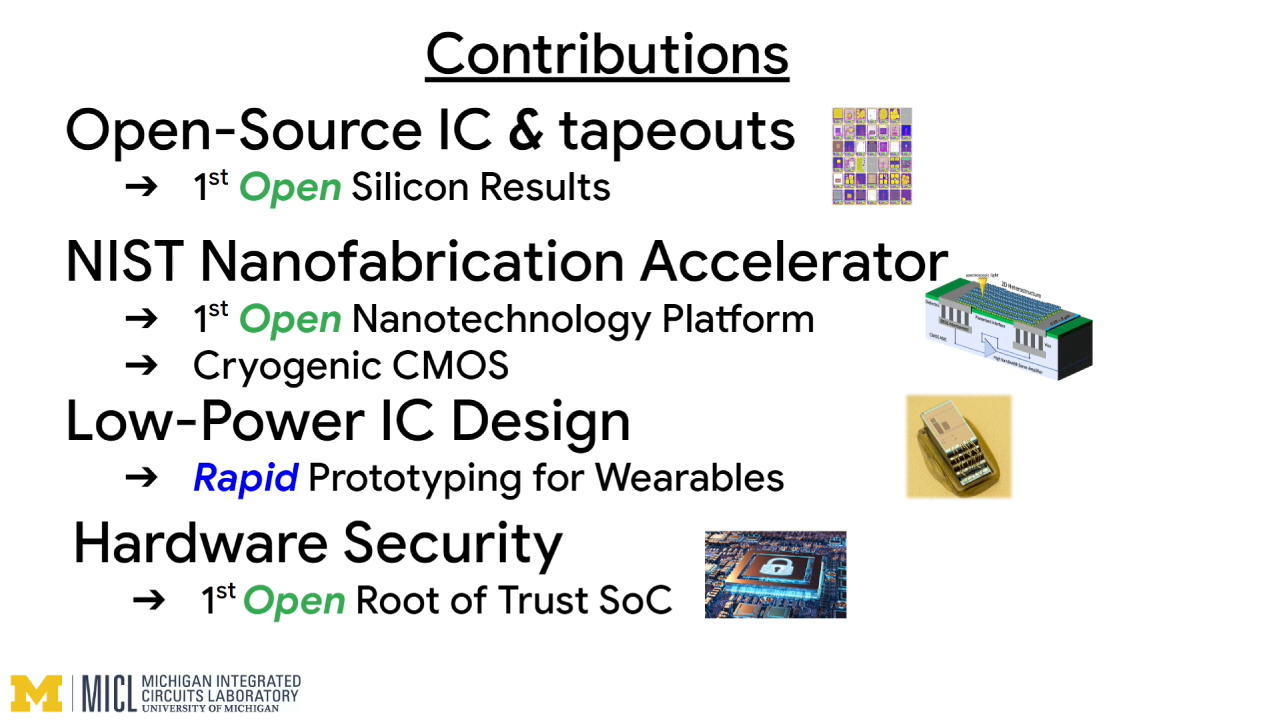 Contributions
Open-Source IC & tapeouts
➔ 1st Open Silicon Results
NIST Nanofabrication Accelerator
➔ 1st Open Nanotechnology Platform
➔ Cryogenic CMOS
2D Heterostructure
Low-Power IC Design
➔ Rapid Prototyping for Wearables
Hardware Security
➔ 1st Open Root of Trust SoC
M MICL MICHIGAN INTEGRATED
CIRCUITS LABORATORY
UNIVERSITY OF MICHIGAN